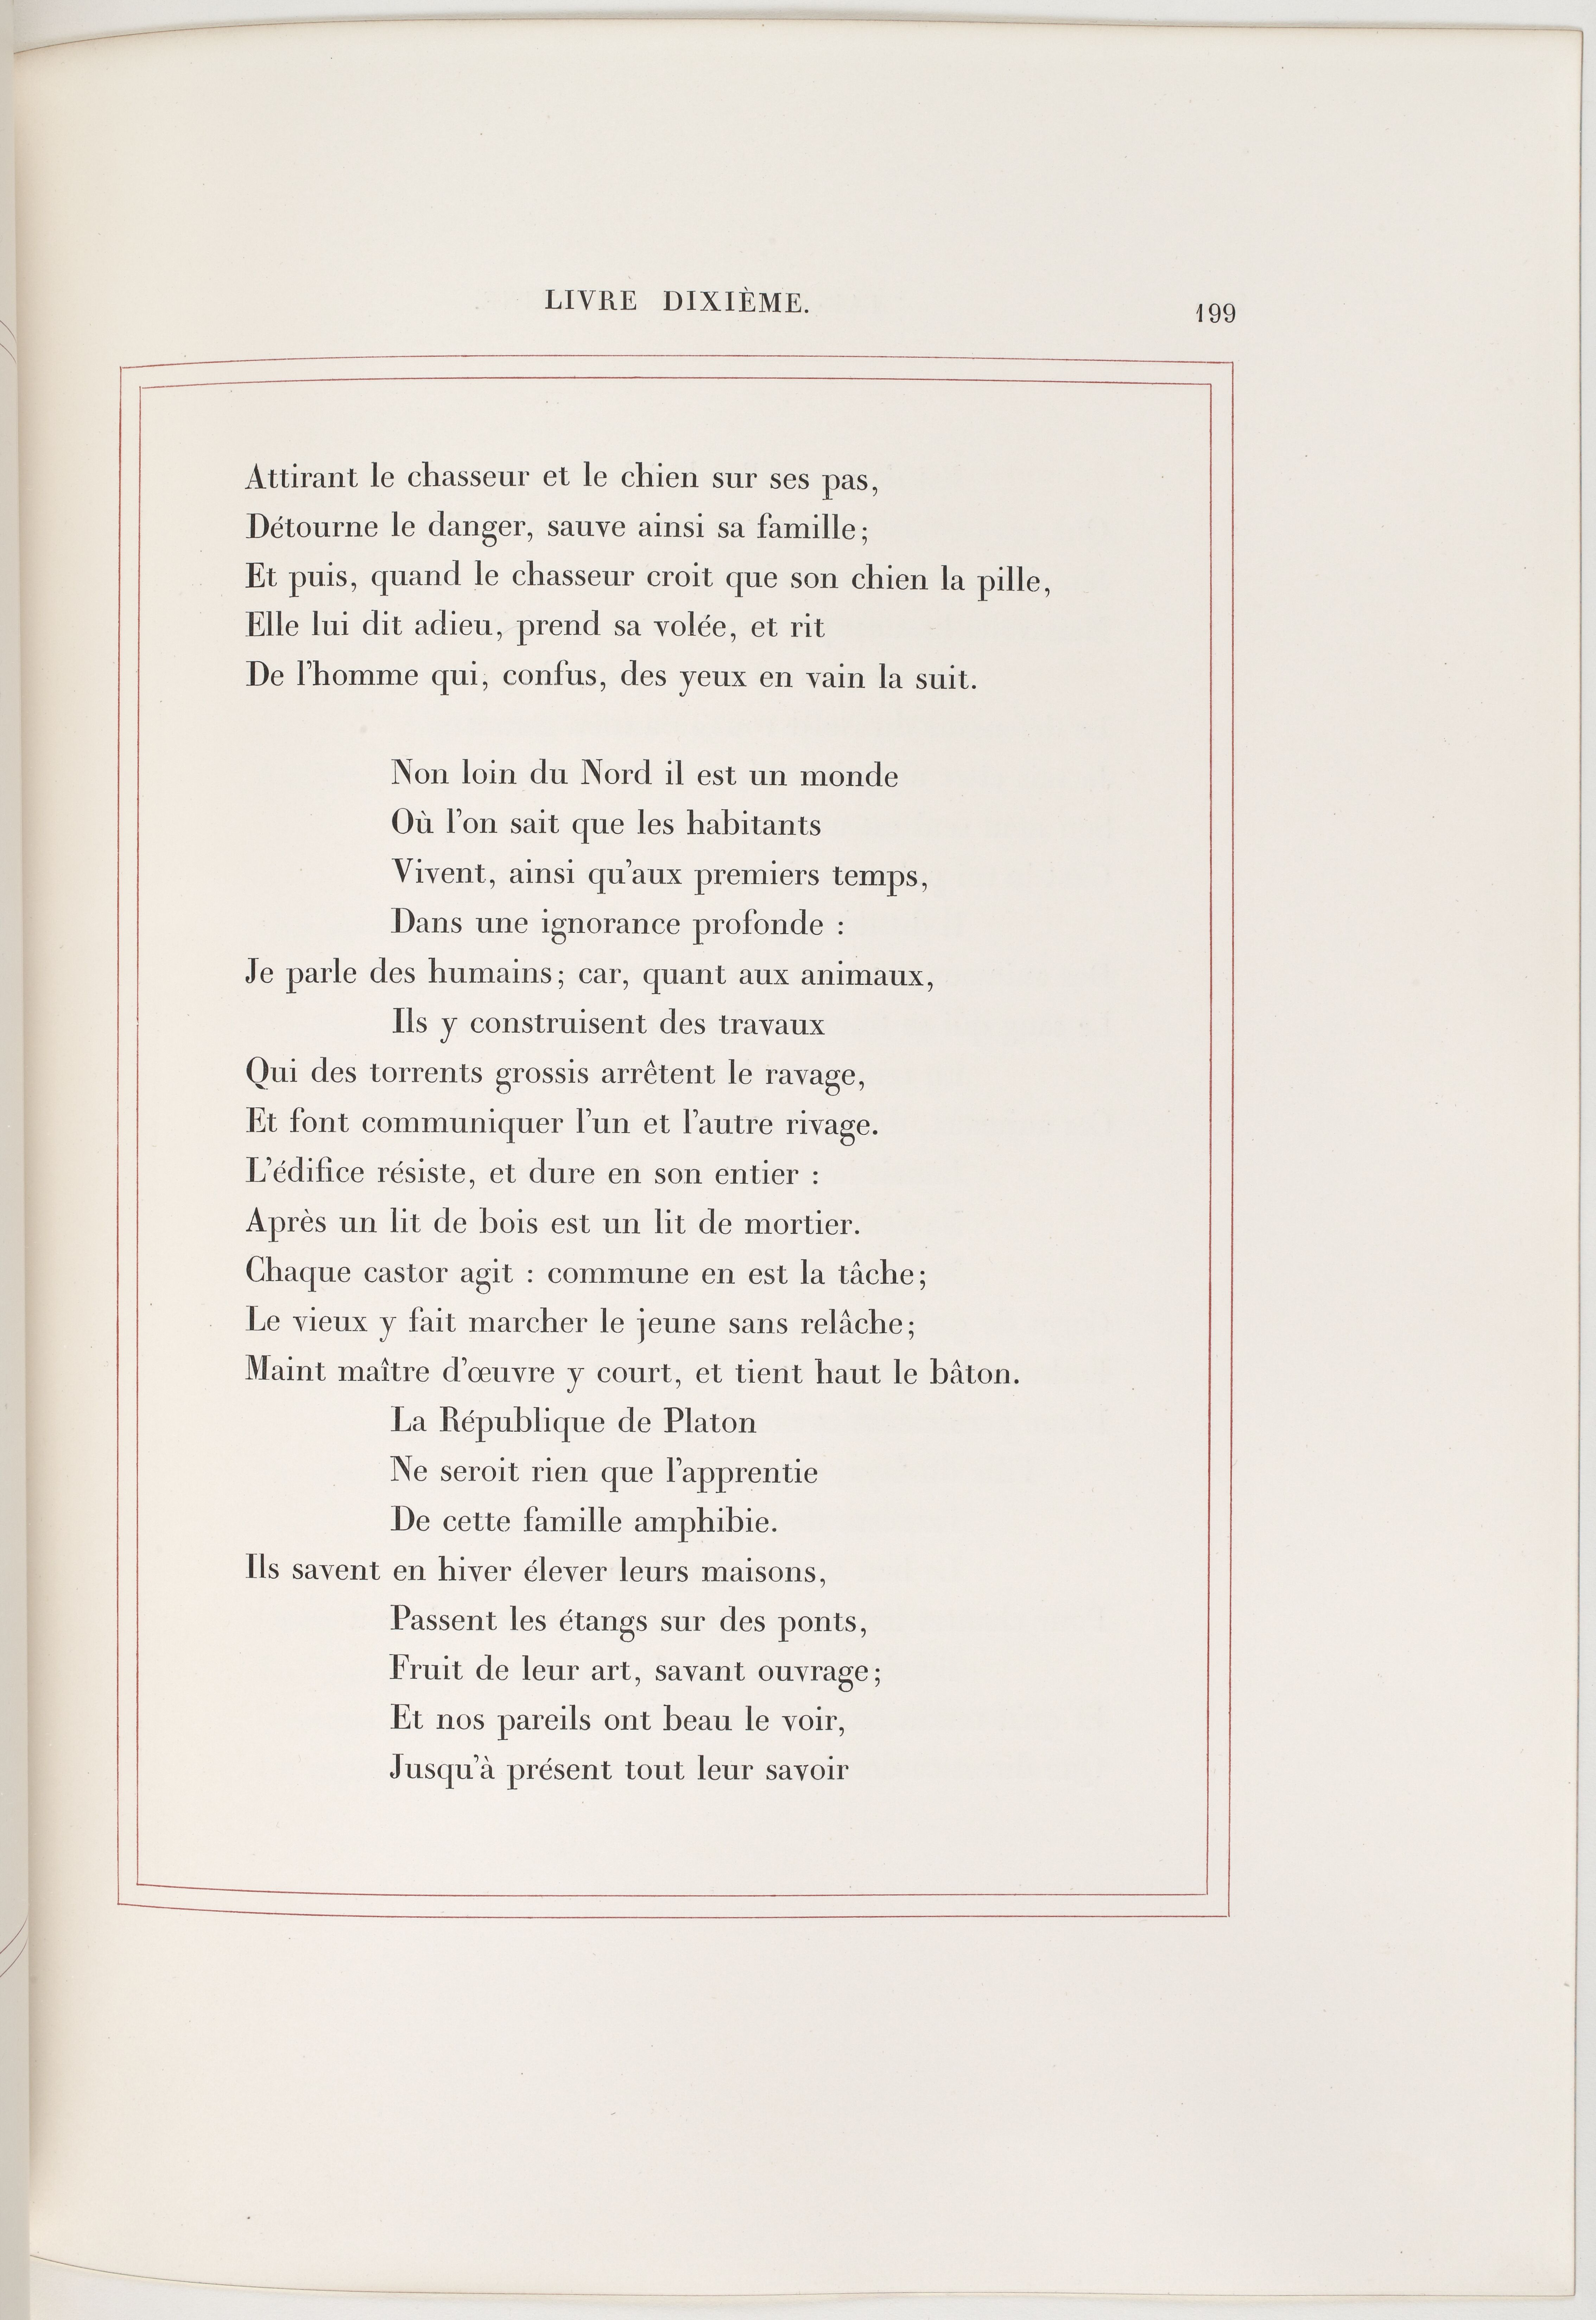 LIVRE DIXIÈME.
199
Attirant le chasseur et le chien sur ses pas,
Détourne le danger, sauve ainsi sa famille;
Et puis, quand le chasseur croit que son chien la pille,
Elle lui dit adieu, prend sa volée, et rit
De l'homme qui, confus, des yeux en vain la suit.
Non loin du Nord il est un monde
Où l'on sait que les habitants
Vivent, ainsi qu'aux premiers temps,
Dans une ignorance profonde :
Je parle des humains; car, quant aux animaux,
Ils y construisent des travaux
Qui des torrents grossis arrêtent le ravage,
Et font communiquer l'un et l'autre rivage.
L'édifice résiste, et dure en son entier :
Après un lit de bois est un lit de mortier.
Chaque castor agit : commune en est la tâche;
Le vieux y fait marcher le jeune sans relâche;
Maint maître d'œuvre y court, et tient haut le bâton.
La République de Platon
Ne seroit rien que l'apprentie
De cette famille amphibie.
Ils savent en hiver élever leurs maisons,
Passent les étangs sur des ponts,
Fruit de leur art, savant ouvrage;
Et nos pareils ont beau le voir,
Jusqu'à présent tout leur savoir